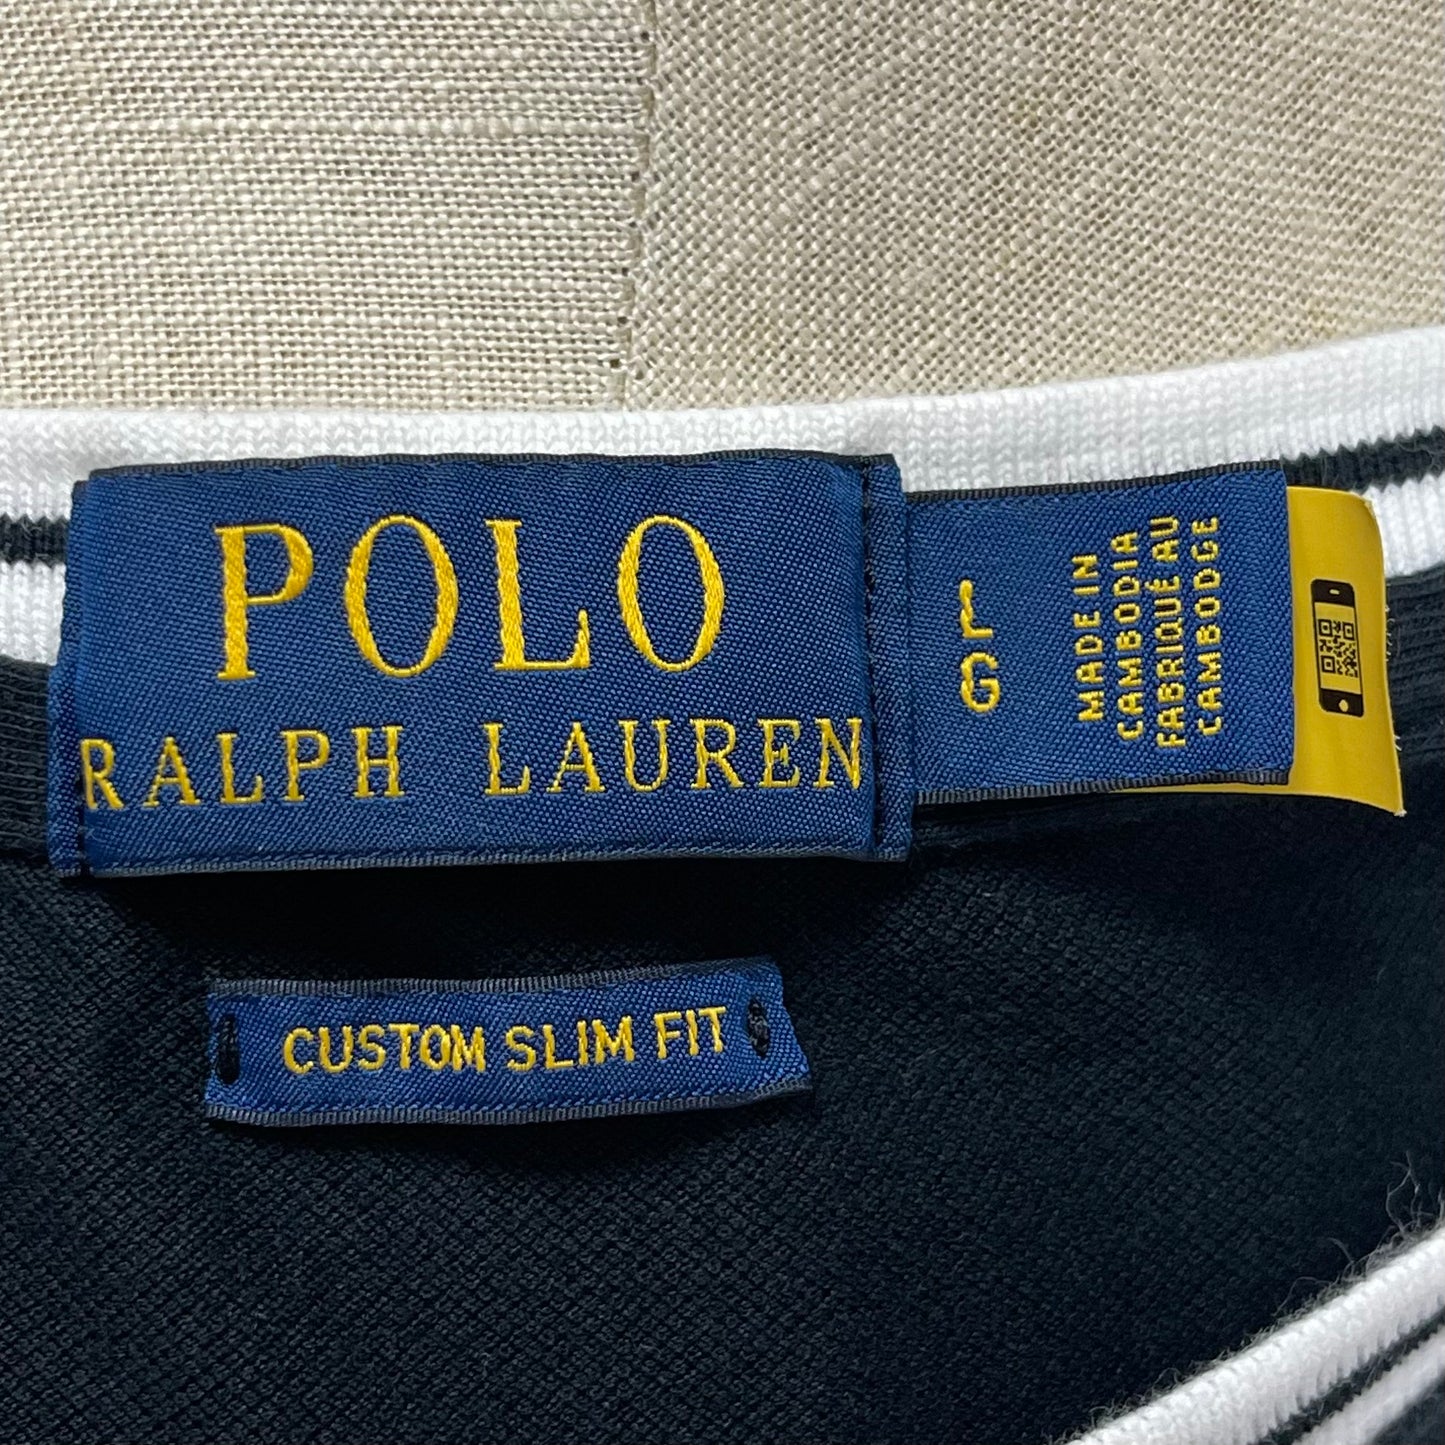 POLO
RALPH LAUREN
L
G
MADE IN
CAMBODIA
FABRIQUÉ AU
CAMBODGE
CUSTOM SLIM FIT